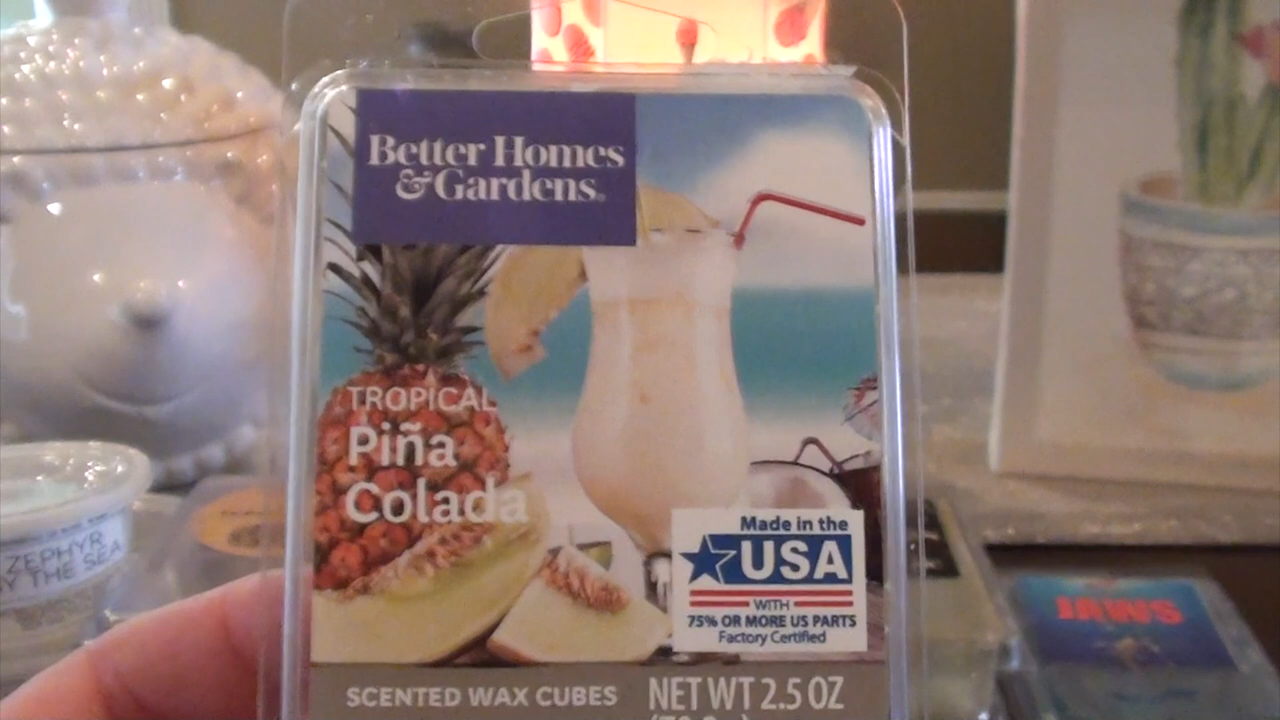 Better Homes
& Gardens®
TROPICAL
Piña
Colada
Made in the
USA
WITH
75% OR MORE US PARTS
Factory Certified
SCENTED WAX CUBES
NET WT 2.5 OZ
ZEPHYR
THE SEA
JAWS